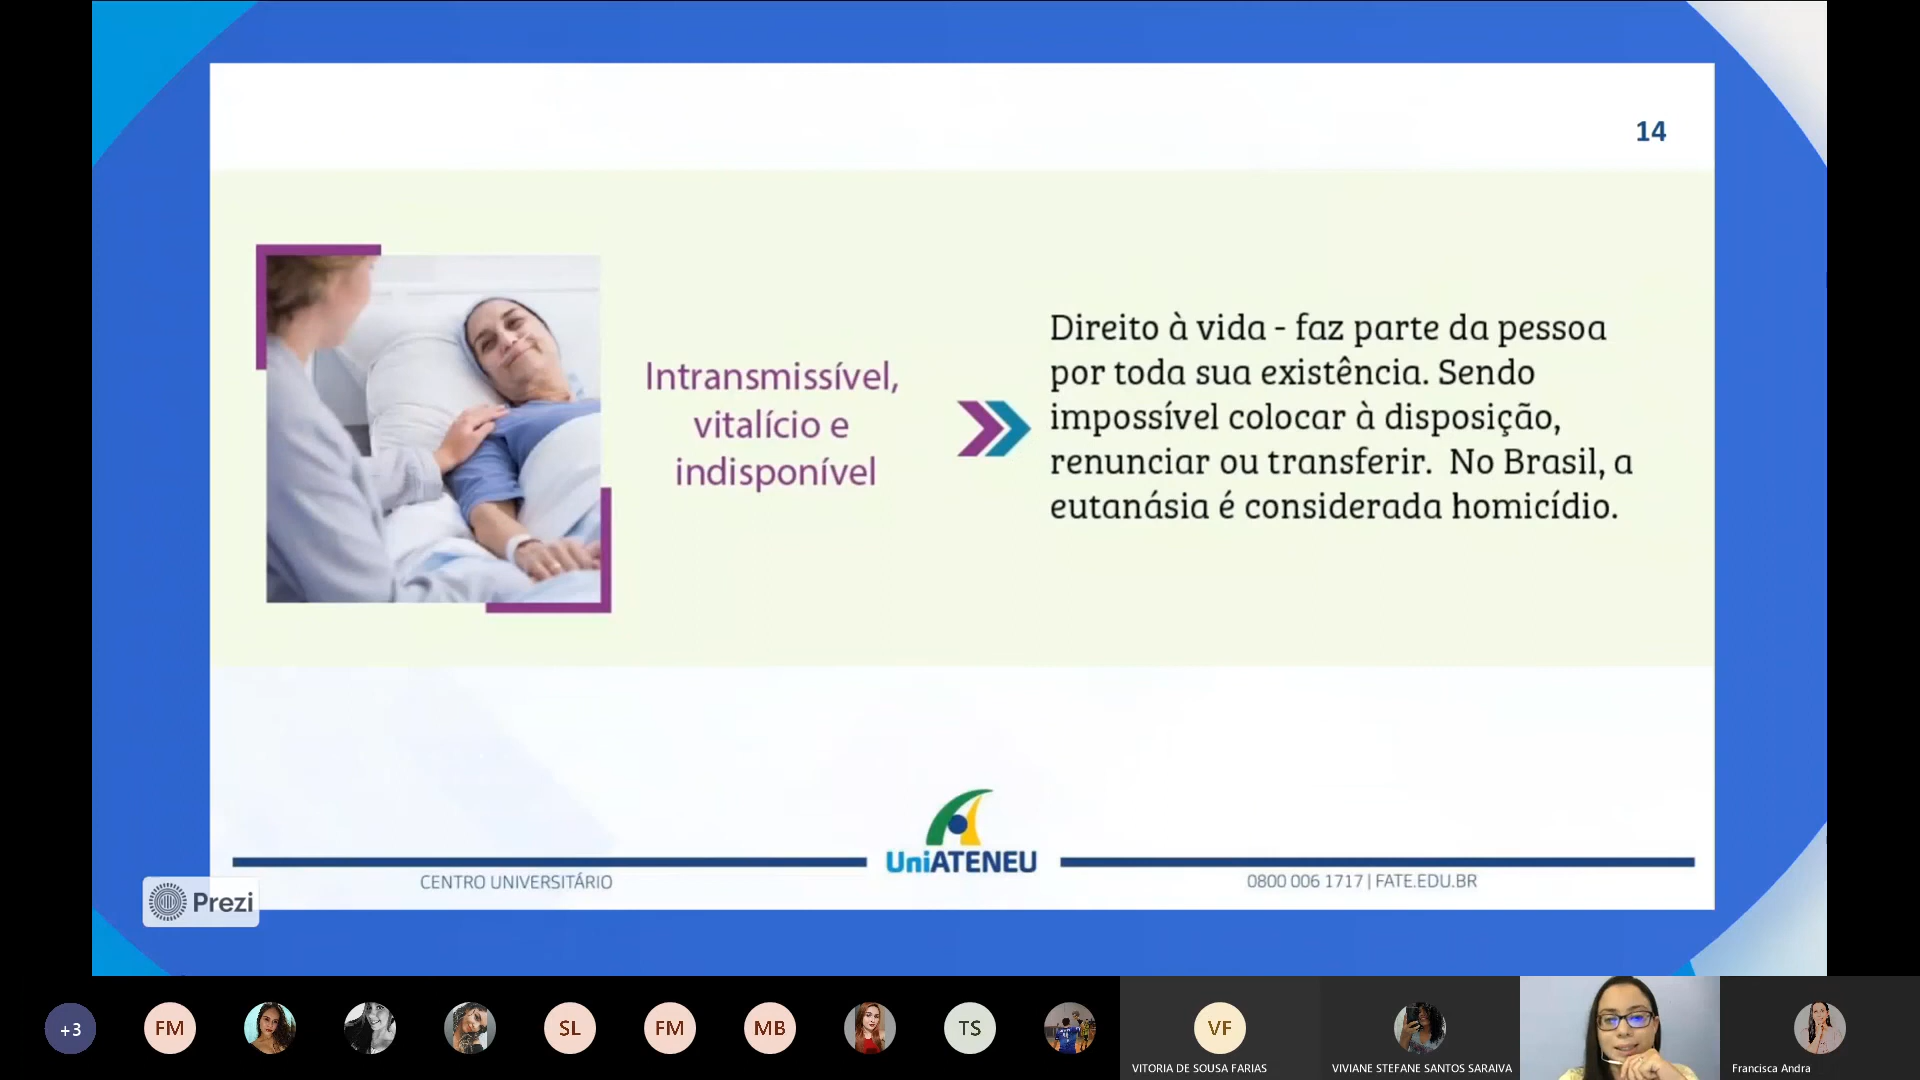 14
Intransmissível,
vitalício e
indisponível
Direito à vida - faz parte da pessoa
por toda sua existência. Sendo
impossível colocar à disposição,
renunciar ou transferir. No Brasil, a
eutanásia é considerada homicídio.
UniATENEU
CENTRO UNIVERSITÁRIO
0800 006 1717 | FATE.EDU.BR
Prezi
+3
FM
SL
FM
MB
TS
VF
VITORIA DE SOUSA FARIAS
VIVIANE STEFANE SANTOS SARAIVA
Francisca Andra